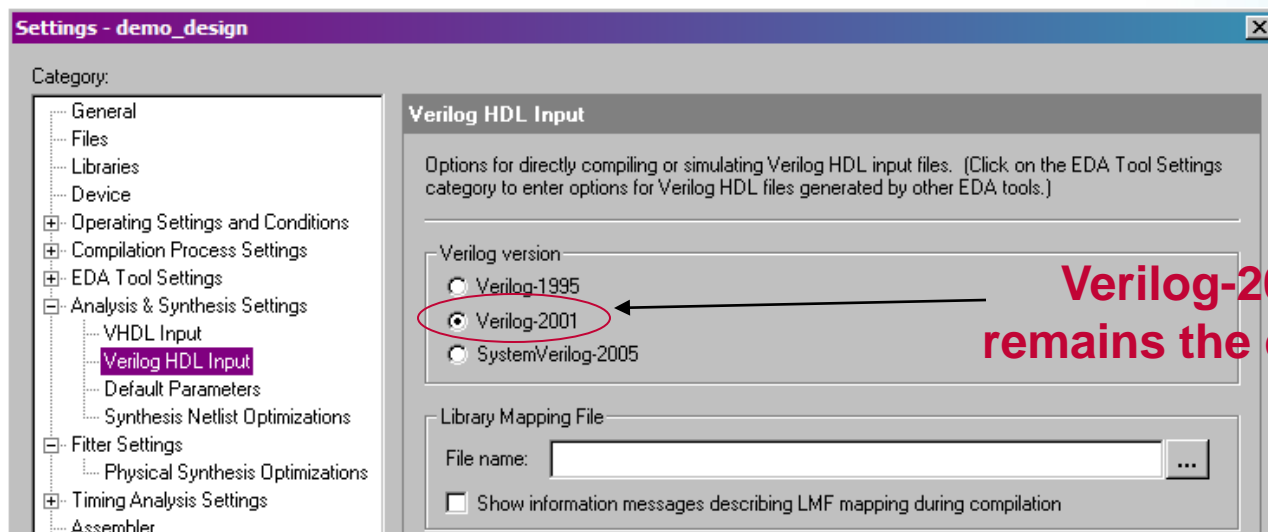 Settings - demo_design
Category:
General
Files
Libraries
Device
Operating Settings and Conditions
Compilation Process Settings
EDA Tool Settings
Analysis & Synthesis Settings
VHDL Input
Verilog HDL Input
Default Parameters
Synthesis Netlist Optimizations
Fitter Settings
Physical Synthesis Optimizations
Timing Analysis Settings
Assembler
Verilog HDL Input
Options for directly compiling or simulating Verilog HDL input files. (Click on the EDA Tool Settings
category to enter options for Verilog HDL files generated by other EDA tools.)
Verilog version
Verilog-1995
Verilog-2001
SystemVerilog-2005
Verilog-2
remains the
Library Mapping File
File name:
...
Show information messages describing LMF mapping during compilation